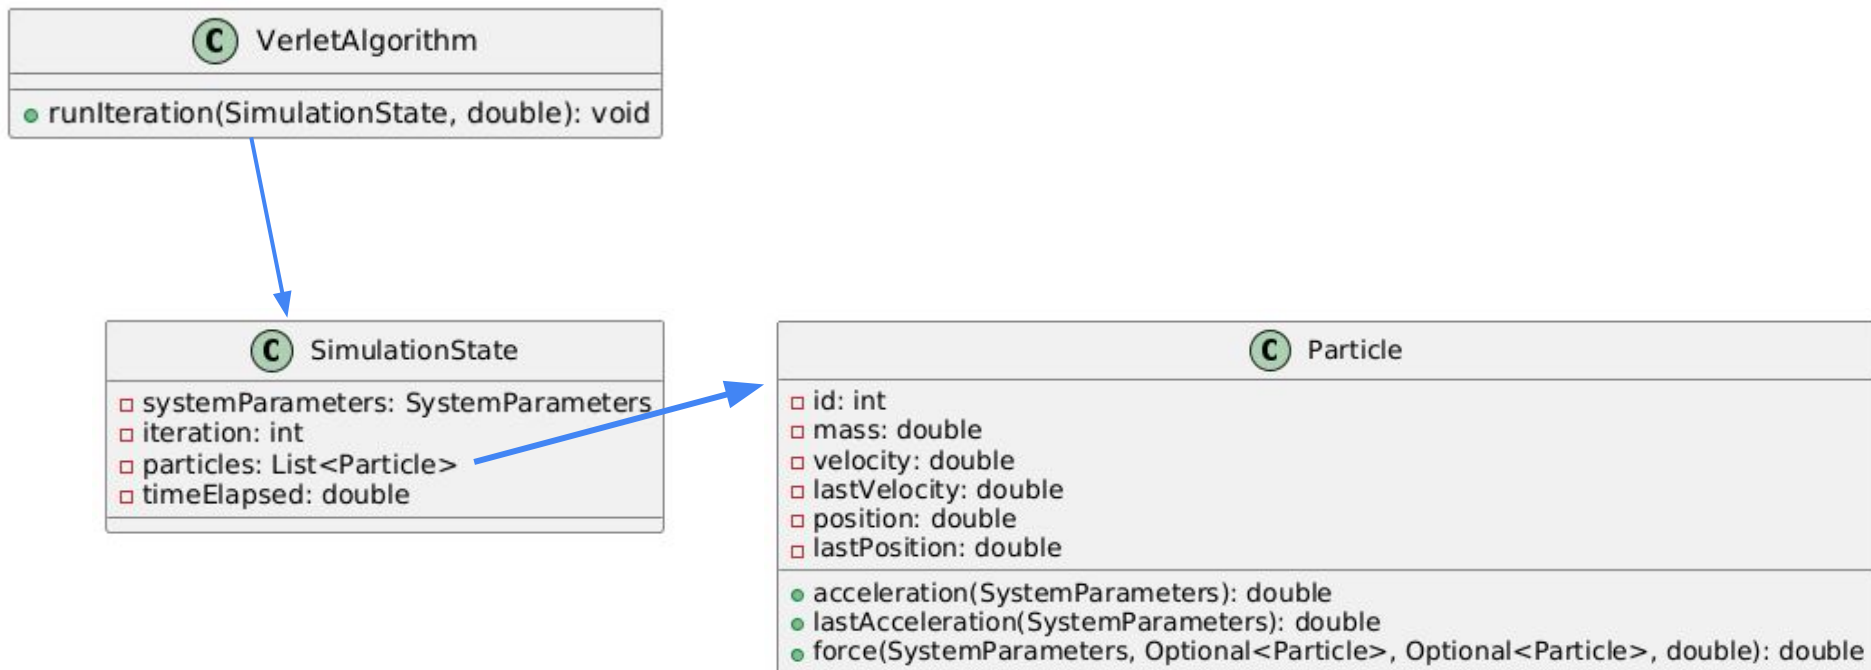 C VerletAlgorithm
runIteration(SimulationState, double): void
C SimulationState
systemParameters: SystemParameters
iteration: int
particles: List<Particle>
timeElapsed: double
C Particle
id: int
mass: double
velocity: double
lastVelocity: double
position: double
lastPosition: double
acceleration(SystemParameters): double
lastAcceleration(SystemParameters): double
force(SystemParameters, Optional<Particle>, Optional<Particle>, double): double